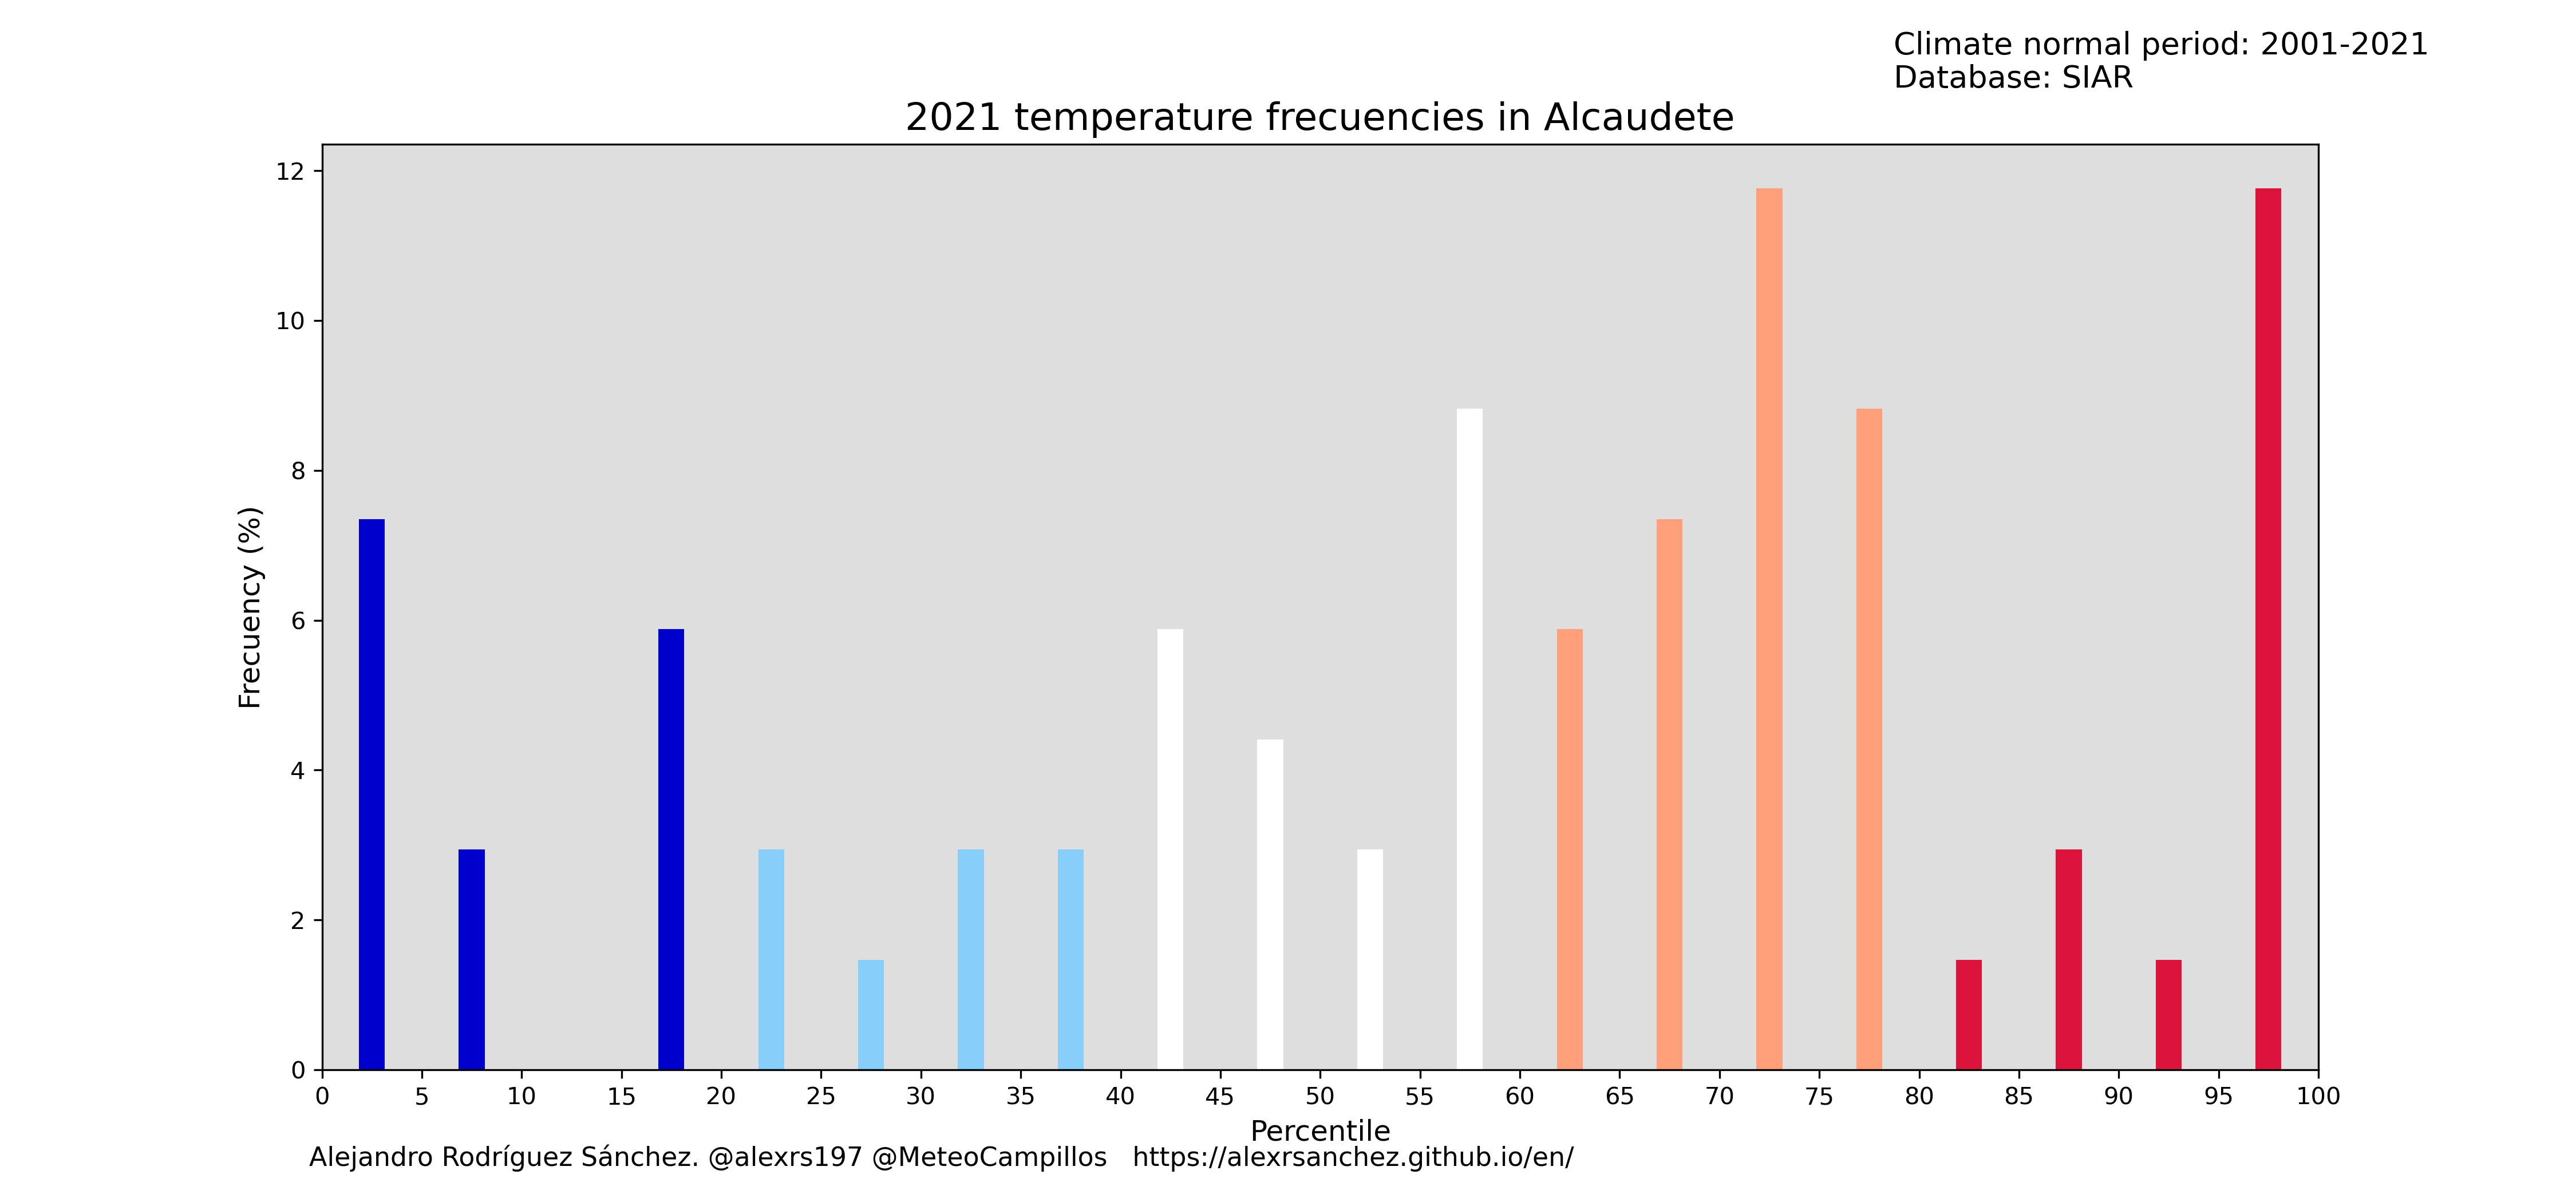 Climate normal period: 2001-2021
Database: SIAR
2021 temperature frecuencies in Alcaudete
12
10
8
6
4
2
0
Frecuency (%)
0 5 10 15 20 25 30 35 40 45 50 55 60 65 70 75 80 85 90 95 100
Percentile
Alejandro Rodríguez Sánchez. @alexrs197 @MeteoCampillos https://alexrsanchez.github.io/en/